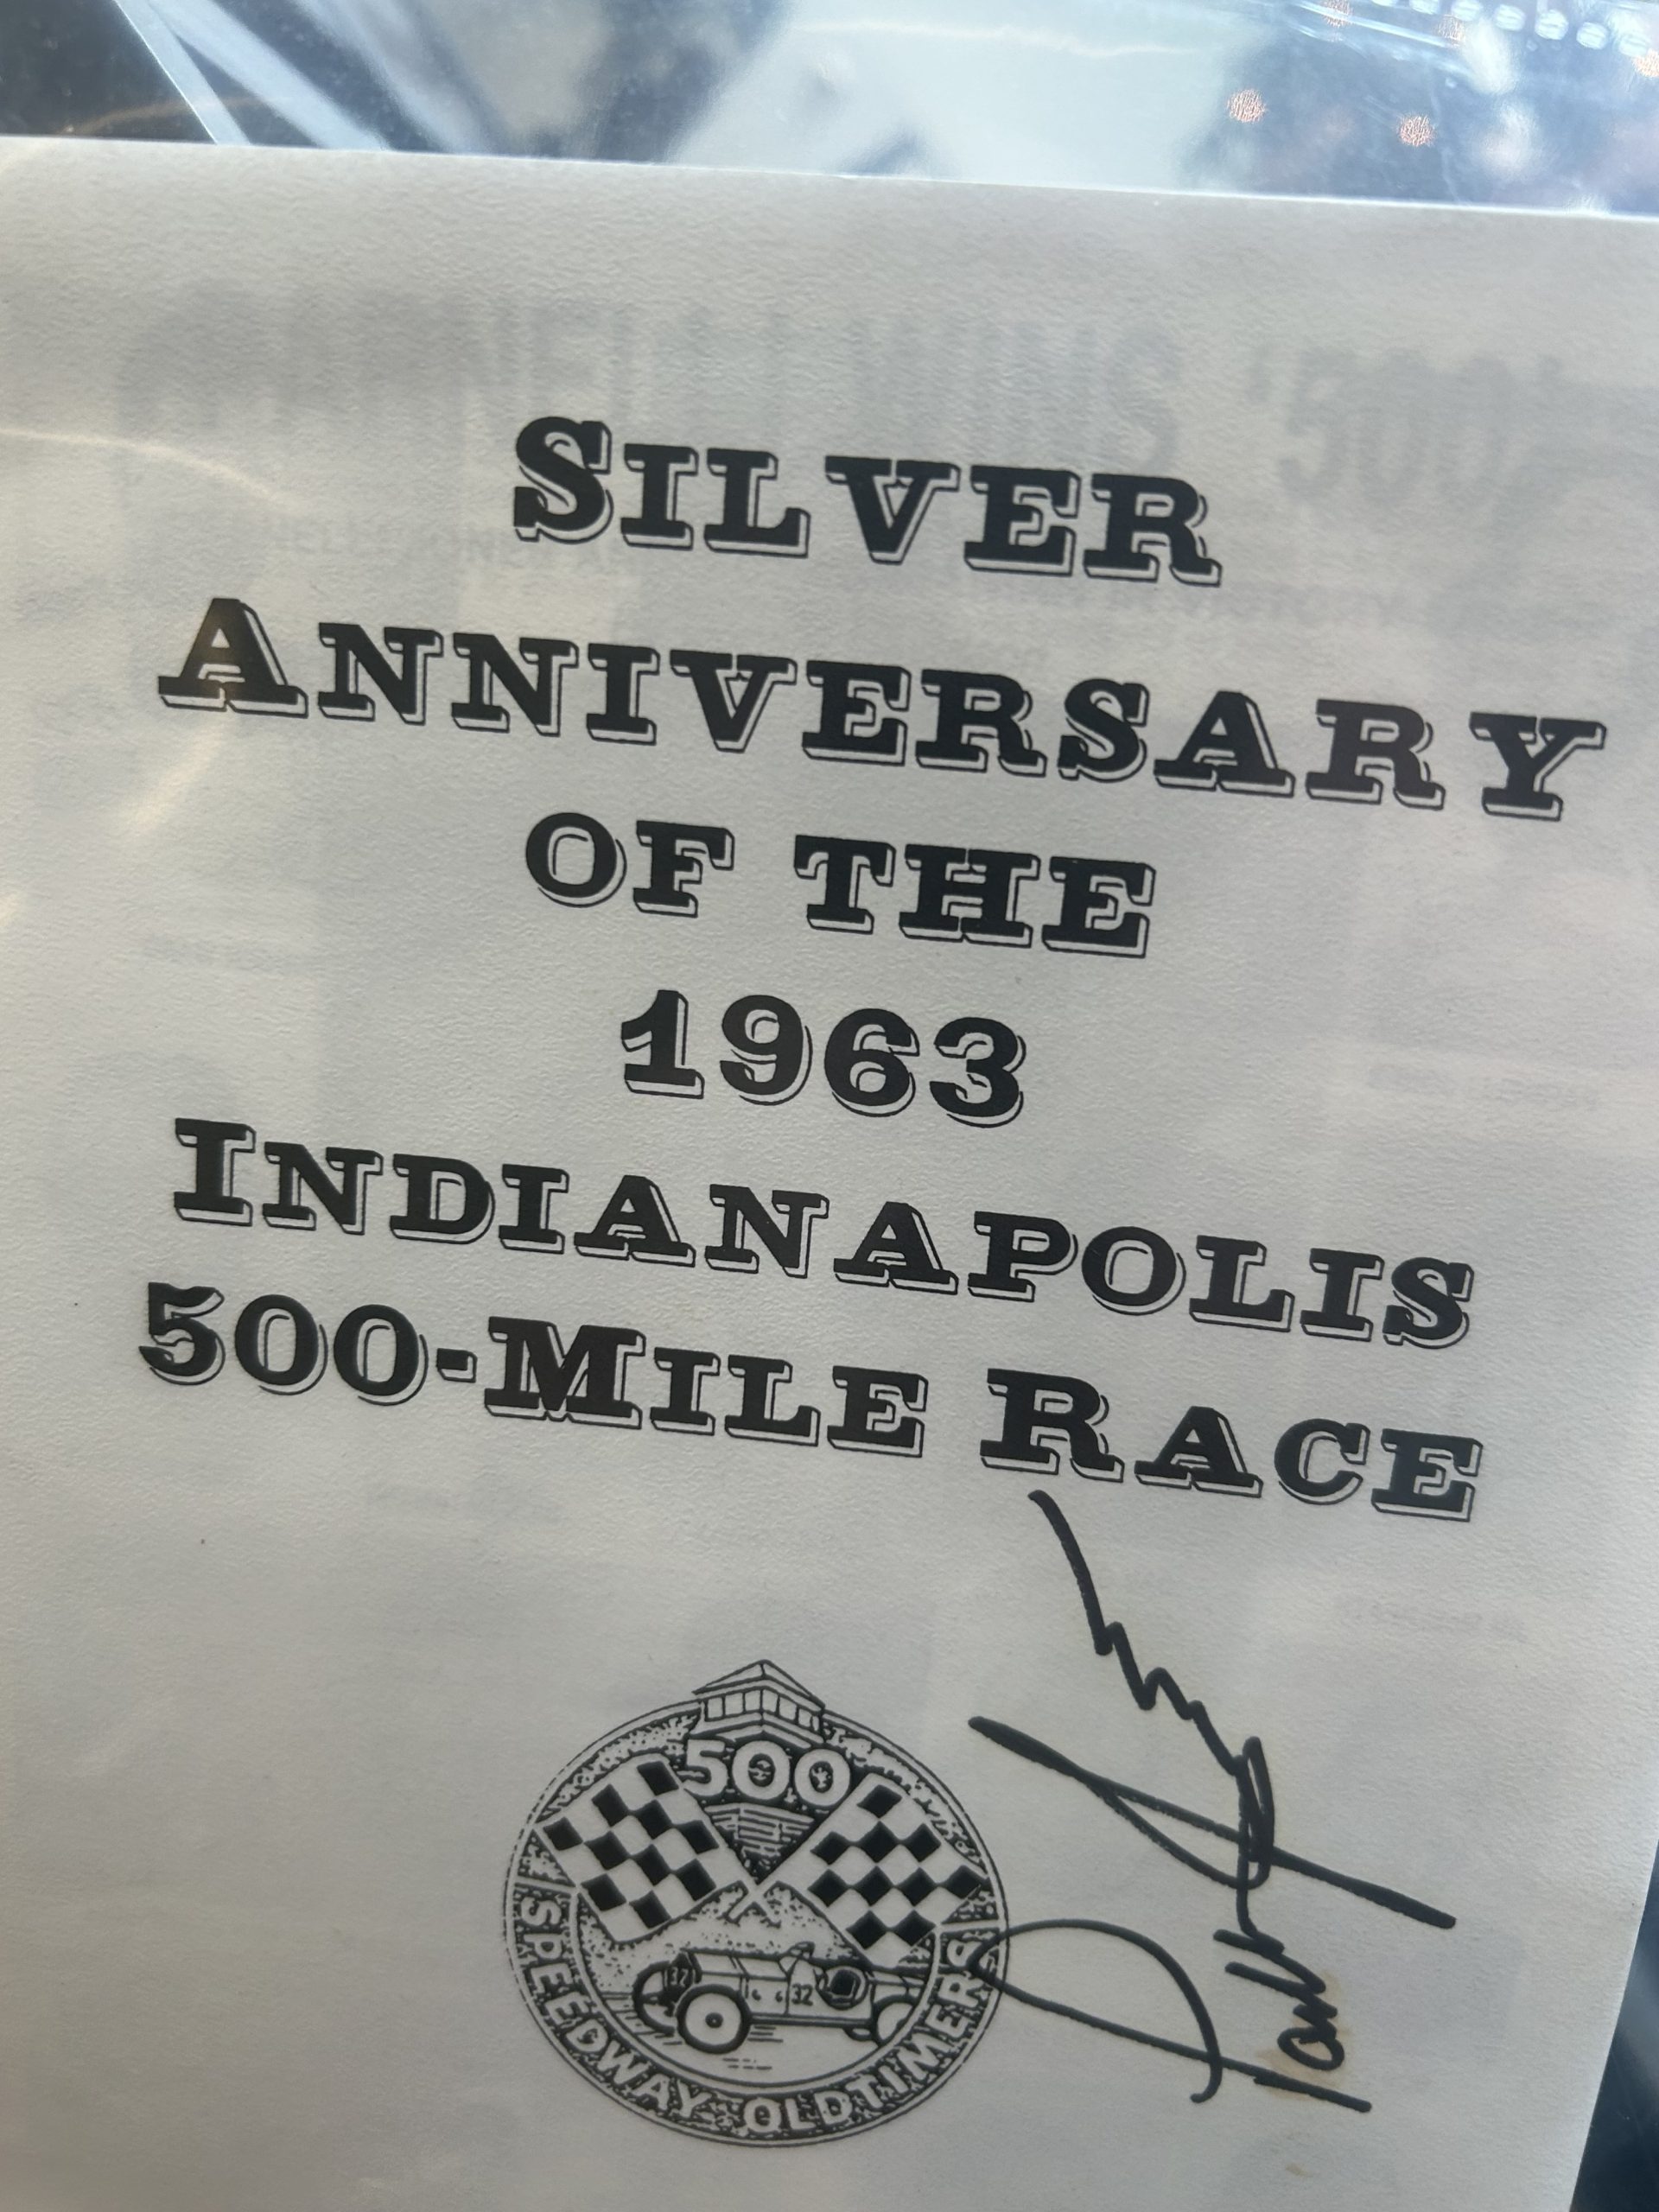 SILVER
ANNIVERSARY
OF THE
1963
INDIANAPOLIS
500-MILE RACE
500
SPEEDWAY OLDTIMERS
32
32